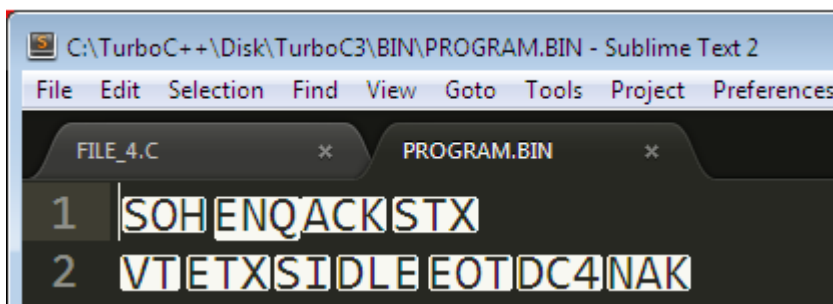 C:\TurboC++\Disk\TurboC3\BIN\PROGRAM.BIN - Sublime Text 2
File Edit Selection Find View Goto Tools Project Preferences
FILE_4.C × PROGRAM.BIN ×
1 SOH ENQ ACK STX
2 VT ETX SI DLE EOT DC4 NAK